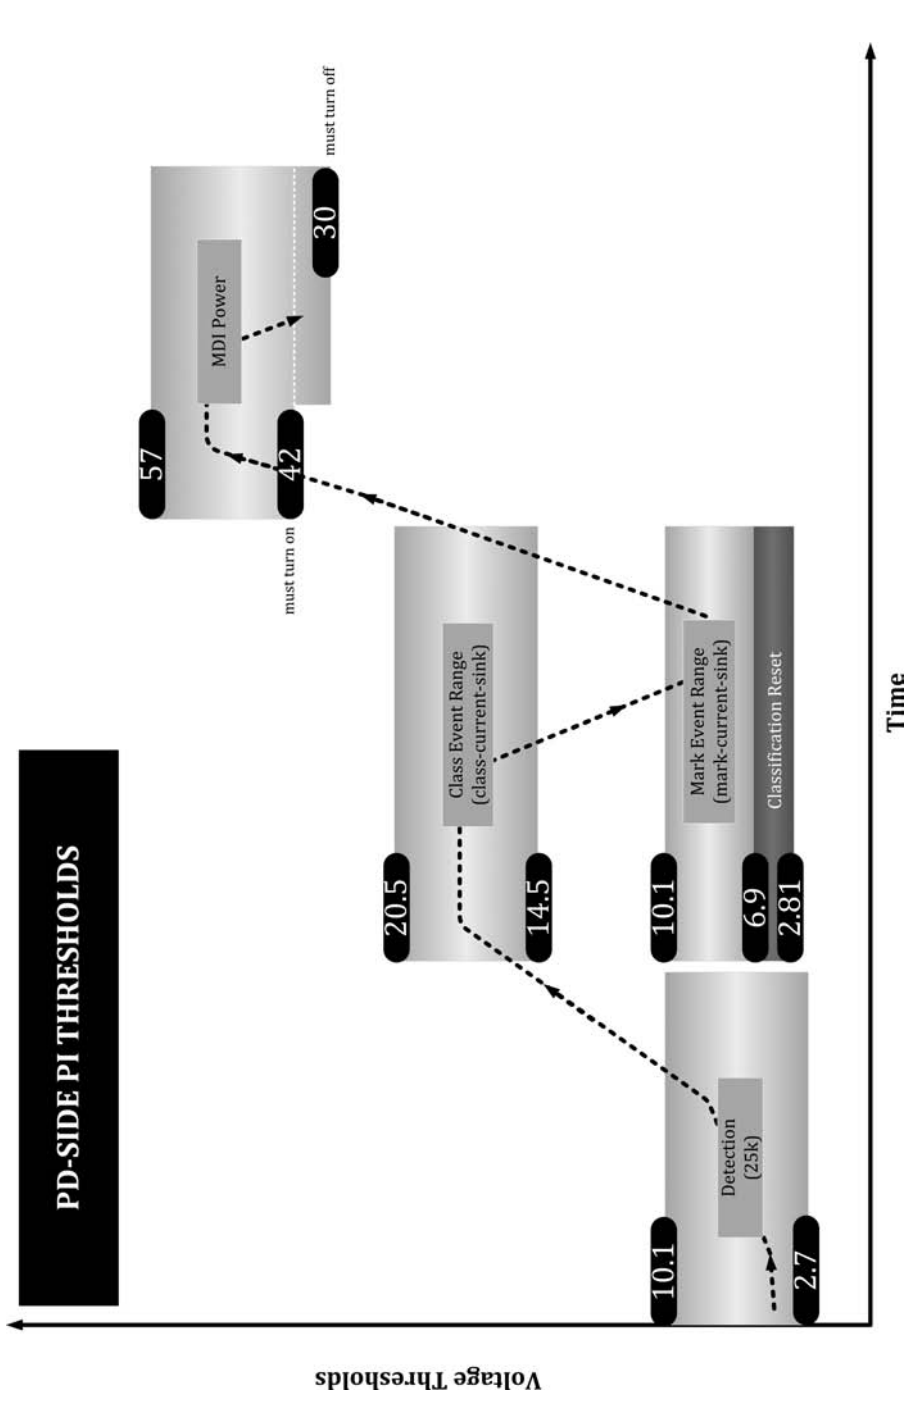 PD-SIDE PI THRESHOLDS
57
MDI Power
42
must turn on
30
must turn off
20.5
Class Event Range
(class-current-sink)
14.5
10.1
Mark Event Range
(mark-current-sink)
6.9
Classification Reset
2.81
10.1
Detection
(25k)
2.7
Voltage Thresholds
Time